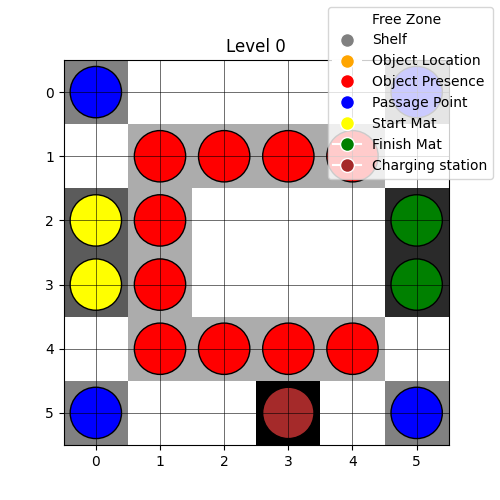 Level 0
Free Zone
Shelf
Object Location
Object Presence
Passage Point
Start Mat
Finish Mat
Charging station
0
1
2
3
4
5
0 1 2 3 4 5